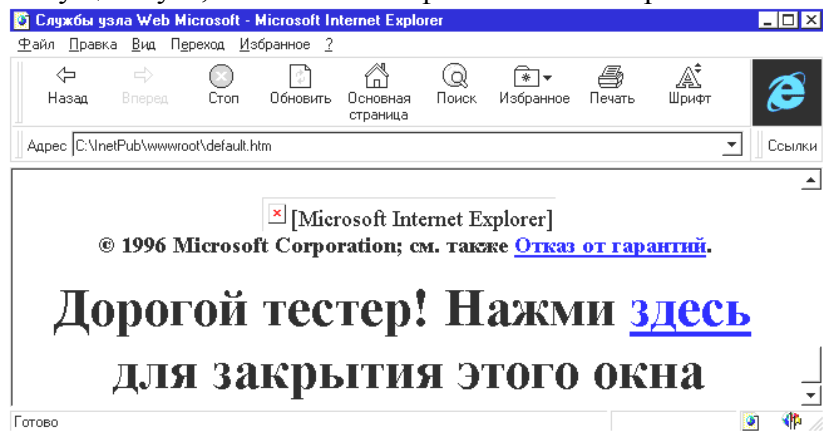 Службы узла Web Microsoft - Microsoft Internet Explorer
Файл Правка Вид Переход Избранное ?
Назад Вперед Стоп Обновить Основная страница Поиск Избранное Печать Шрифт
Адрес C:\InetPub\wwwroot\default.htm Ссылки
[Microsoft Internet Explorer]
© 1996 Microsoft Corporation; см. также Отказ от гарантий.
Дорогой тестер! Нажми здесь
для закрытия этого окна
Готово